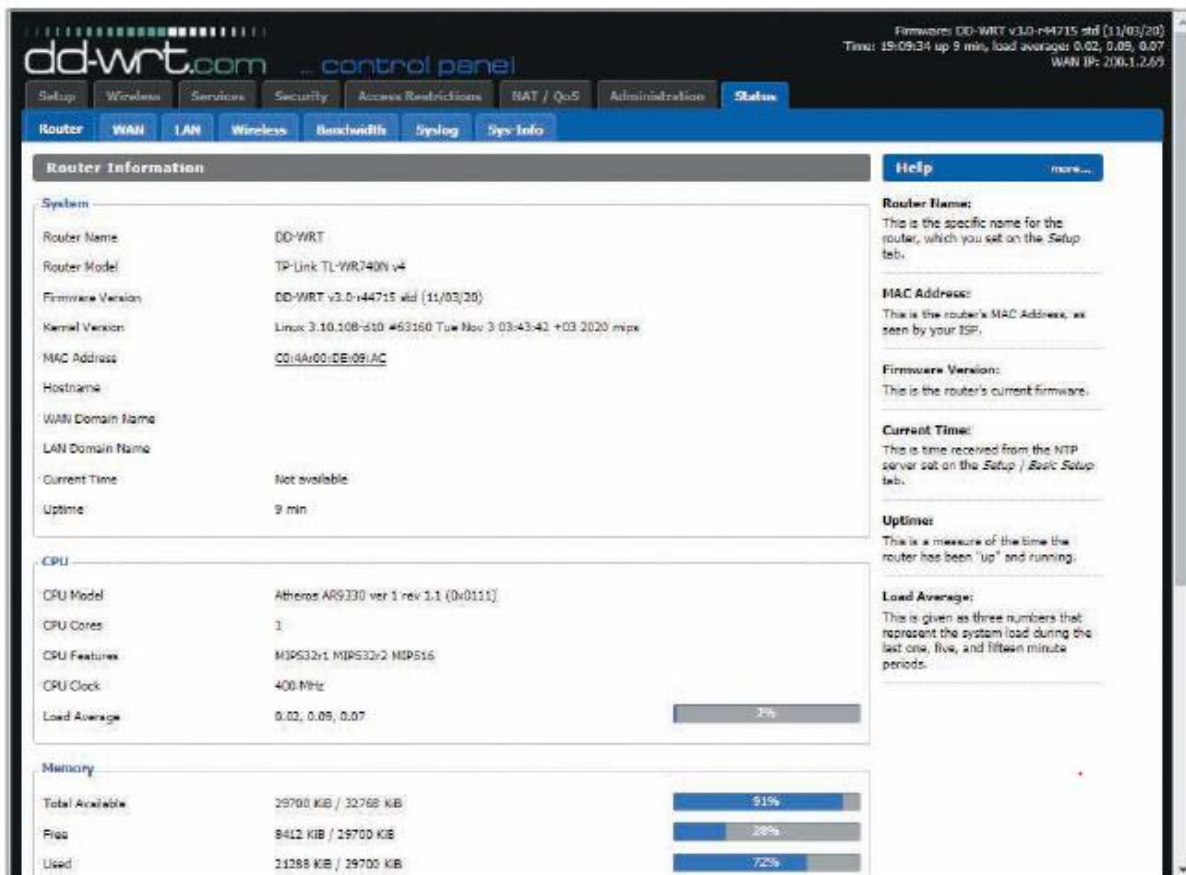 dd-wrt.com ... control panel
Firmware: DD-WRT v3.0-r44715 std (11/03/20)
Time: 19:09:34 up 9 min, load average: 0.02, 0.09, 0.07
WAN IP: 200.1.2.69
Setup Wireless Services Security Access Restrictions NAT / QoS Administration Status
Router WAN LAN Wireless Bandwidth Syslog Sys-Info
Router Information
System
Router Name DD-WRT
Router Model TP-Link TL-WR740N v4
Firmware Version DD-WRT v3.0-r44715 std (11/03/20)
Kernel Version Linux 3.10.108-d10 #63160 Tue Nov 3 03:43:42 +03 2020 mips
MAC Address C0:4A:00:DE:09:AC
Hostname
WAN Domain Name
LAN Domain Name
Current Time Not available
Uptime 9 min
CPU
CPU Model Atheros AR9330 ver 1 rev 1.1 (0x0111)
CPU Cores 1
CPU Features MIPS32r1 MIPS32r2 MIPS16
CPU Clock 400 MHz
Load Average 0.02, 0.09, 0.07 2%
Memory
Total Available 29700 KiB / 32768 KiB 91%
Free 8412 KiB / 29700 KiB 28%
Used 21288 KiB / 29700 KiB 72%
Help more...
Router Name:
This is the specific name for the
router, which you set on the Setup
tab.
MAC Address:
This is the router's MAC Address, as
seen by your ISP.
Firmware Version:
This is the router's current firmware.
Current Time:
This is time received from the NTP
server set on the Setup / Basic Setup
tab.
Uptime:
This is a measure of the time the
router has been "up" and running.
Load Average:
This is given as three numbers that
represent the system load during the
last one, five, and fifteen minute
periods.